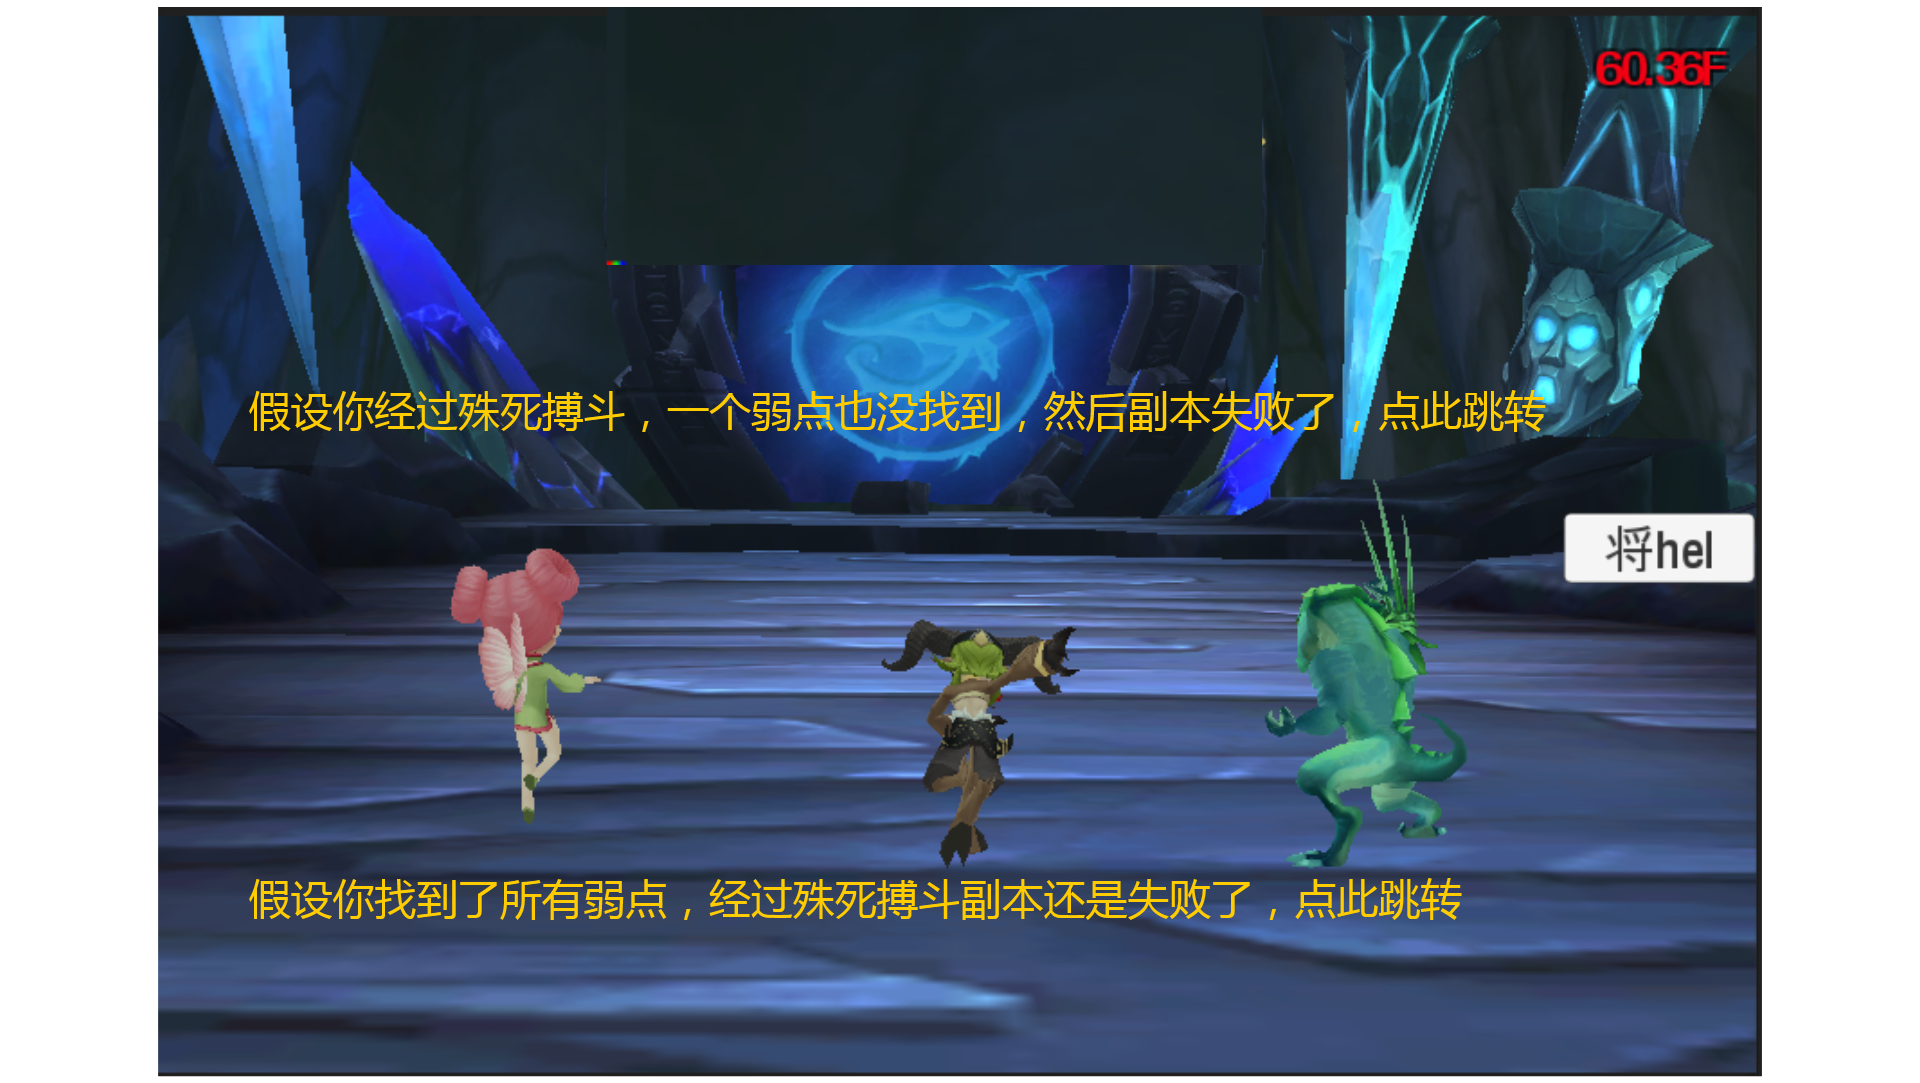 60.36F
假设你经过殊死搏斗，一个弱点也没找到，然后副本失败了，点此跳转
将hel
假设你找到了所有弱点，经过殊死搏斗副本还是失败了，点此跳转